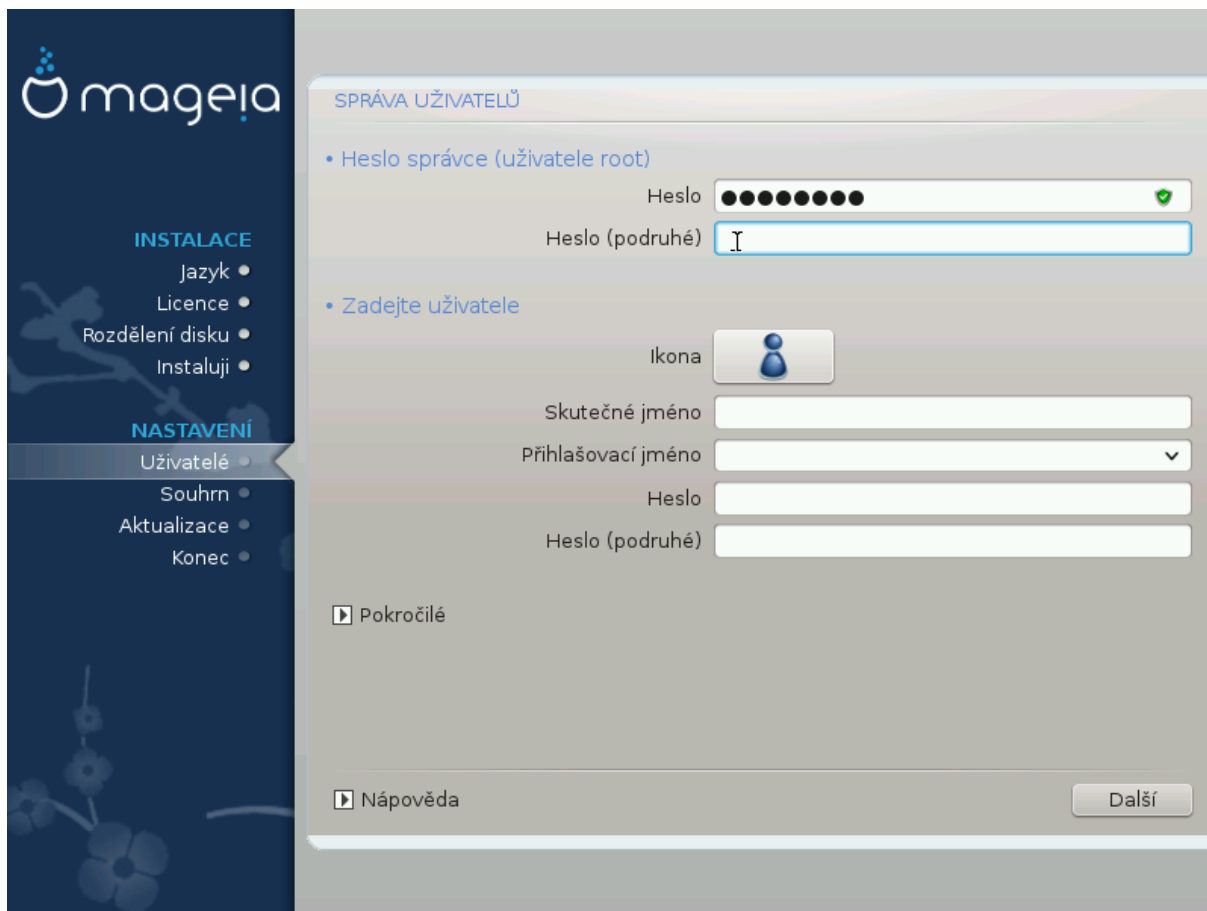 mageia
INSTALACE
Jazyk
Licence
Rozdělení disku
Instaluji
NASTAVENÍ
Uživatelé
Souhrn
Aktualizace
Konec
SPRÁVA UŽIVATELŮ
• Heslo správce (uživatele root)
Heslo ●●●●●●●●
Heslo (podruhé)
• Zadejte uživatele
Ikona
Skutečné jméno
Přihlašovací jméno
Heslo
Heslo (podruhé)
Pokročilé
Nápověda
Další